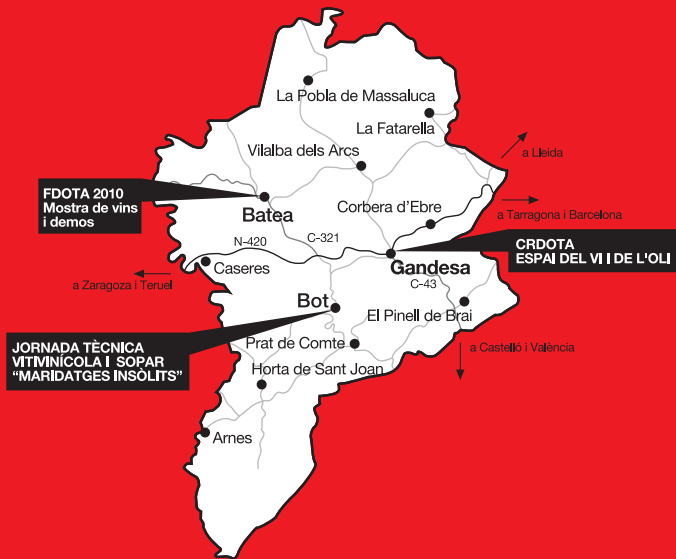 La Pobla de Massaluca
La Fatarella
Vilalba dels Arcs
a Lleida
FDOTA 2010
Mostra de vins
i demos
Batea
Corbera d'Ebre
a Tarragona i Barcelona
N-420
C-321
CRDOTA
ESPAI DEL VI I DE L'OLI
Caseres
Gandesa
a Zaragoza i Teruel
C-43
Bot
El Pinell de Brai
JORNADA TÈCNICA
VITIVINÍCOLA I SOPAR
“MARIDATGES INSÒLITS”
Prat de Comte
a Castelló i València
Horta de Sant Joan
Arnes